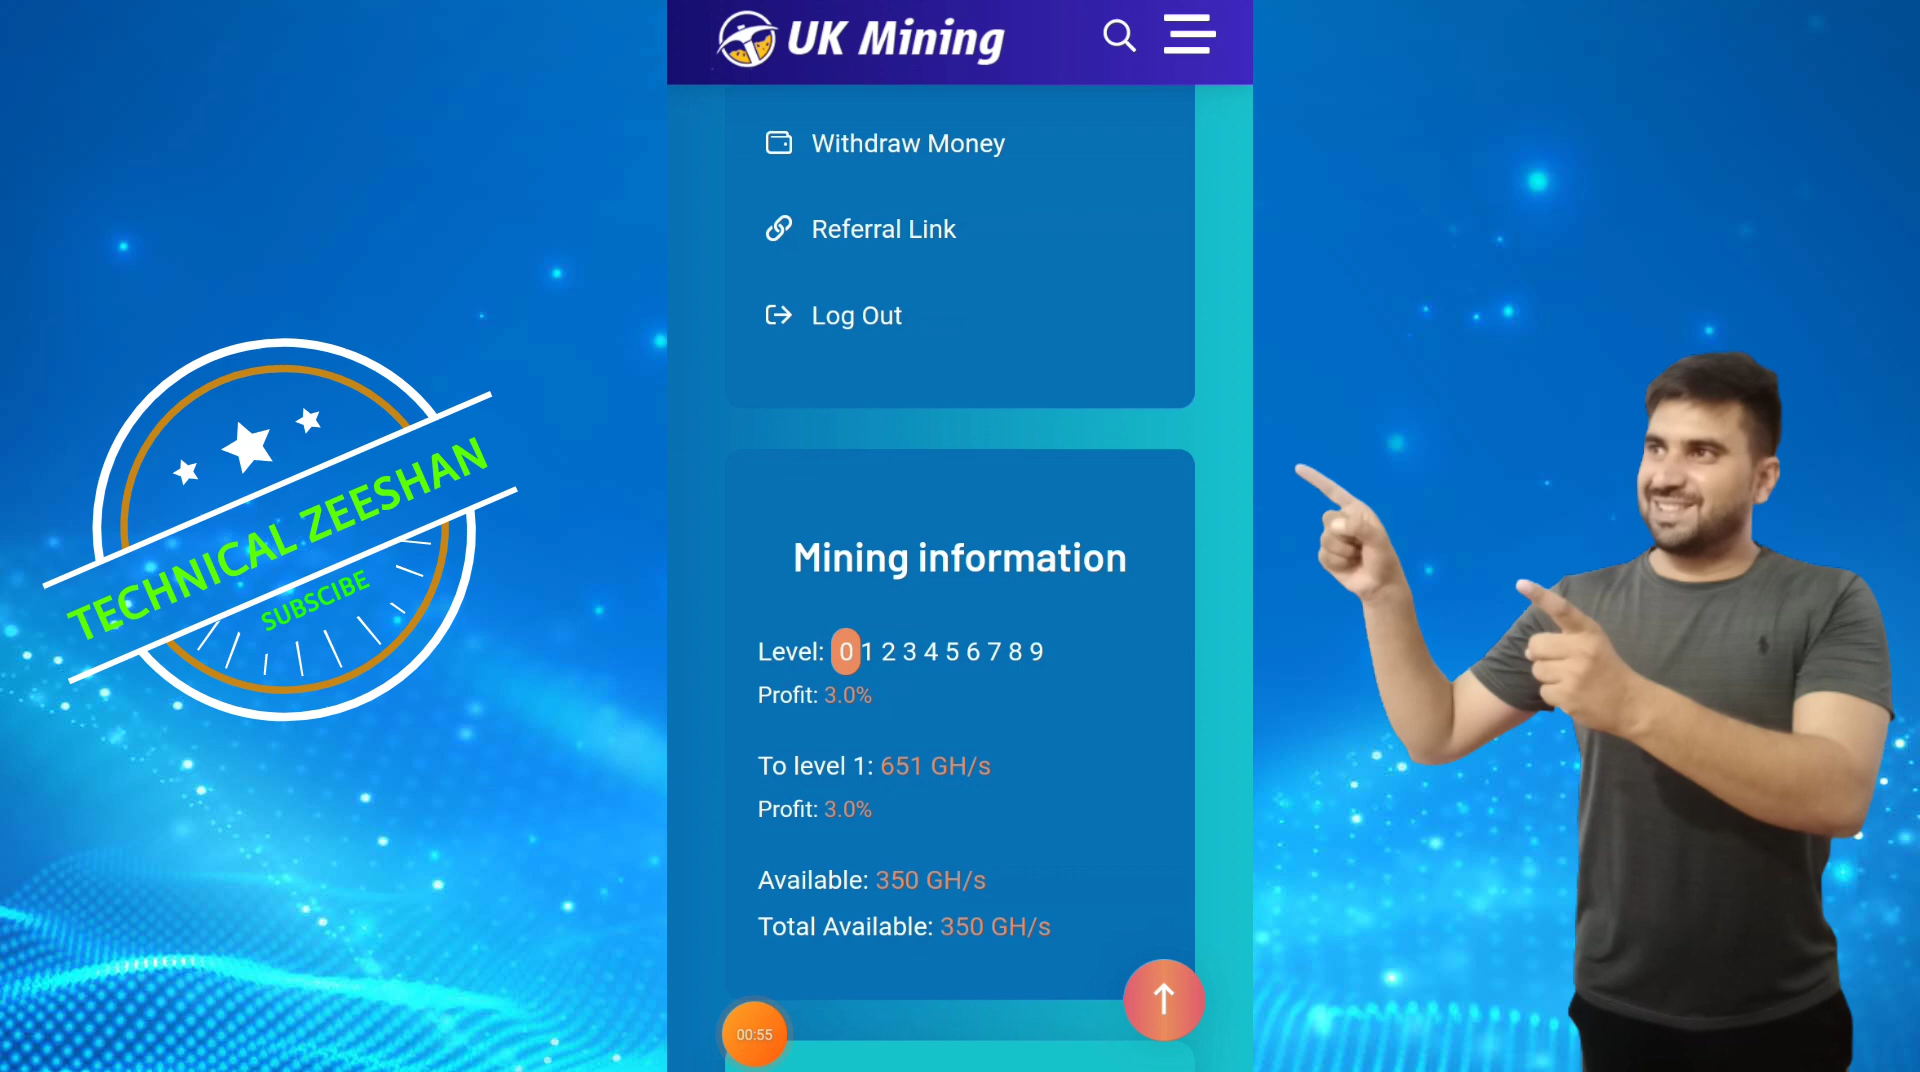 UK Mining
Withdraw Money
Referral Link
Log Out
TECHNICAL ZEESHAN
SUBSCIBE
Mining information
Level: 0 1 2 3 4 5 6 7 8 9
Profit: 3.0%
To level 1: 651 GH/s
Profit: 3.0%
Available: 350 GH/s
Total Available: 350 GH/s
00:55